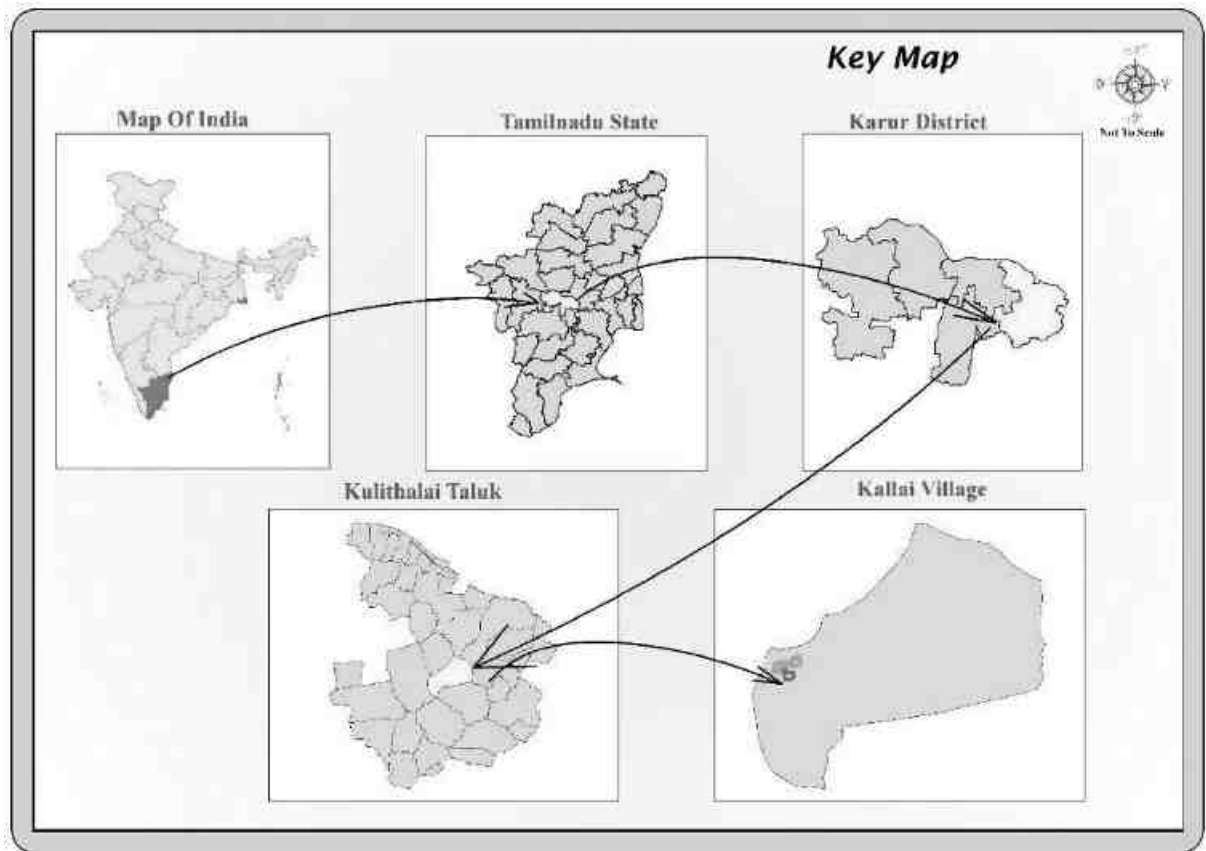 Key Map
Map Of India
Tamilnadu State
Karur District
Not To Scale
Kulithalai Taluk
Kallai Village